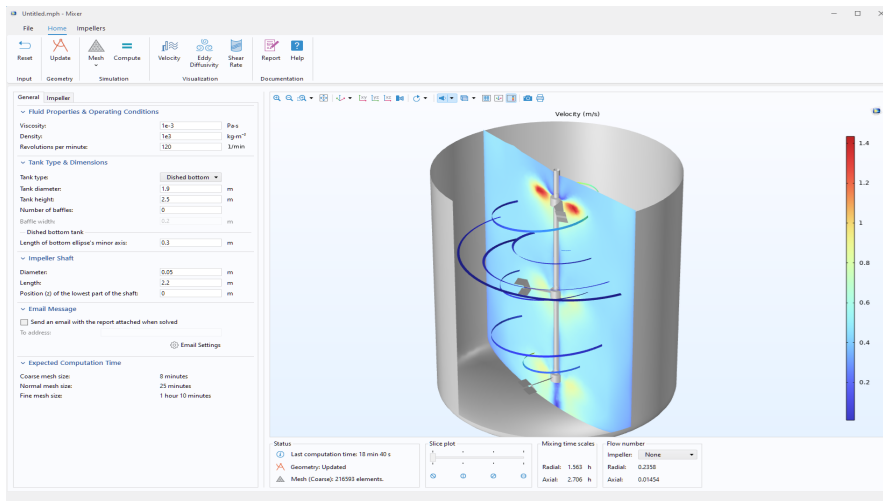 Untitled.mph - Mixer
File Home Impellers
Reset Update Mesh Compute Velocity Eddy Diffusivity Shear Rate Report Help
Input Geometry Simulation Visualization Documentation
General Impeller
Fluid Properties & Operating Conditions
Viscosity: 1e-3 Pa·s
Density: 1e3 kg·m⁻³
Revolutions per minute: 120 1/min
Tank Type & Dimensions
Tank type: Dished bottom
Tank diameter: 1.9 m
Tank height: 2.5 m
Number of baffles: 0
Baffle width: 0.2 m
Dished bottom tank
Length of bottom ellipse's minor axis: 0.3 m
Impeller Shaft
Diameter: 0.05 m
Length: 2.2 m
Position (z) of the lowest part of the shaft: 0 m
Email Message
Send an email with the report attached when solved
To address:
Email Settings
Expected Computation Time
Coarse mesh size: 8 minutes
Normal mesh size: 25 minutes
Fine mesh size: 1 hour 10 minutes
Velocity (m/s)
1.4
1.2
1
0.8
0.6
0.4
0.2
Status
Last computation time: 18 min 40 s
Geometry: Updated
Mesh (Coarse): 216593 elements.
Slice plot
Mixing time scales
Radial: 1.563 h
Axial: 2.706 h
Flow number
Impeller: None
Radial: 0.2358
Axial: 0.01454